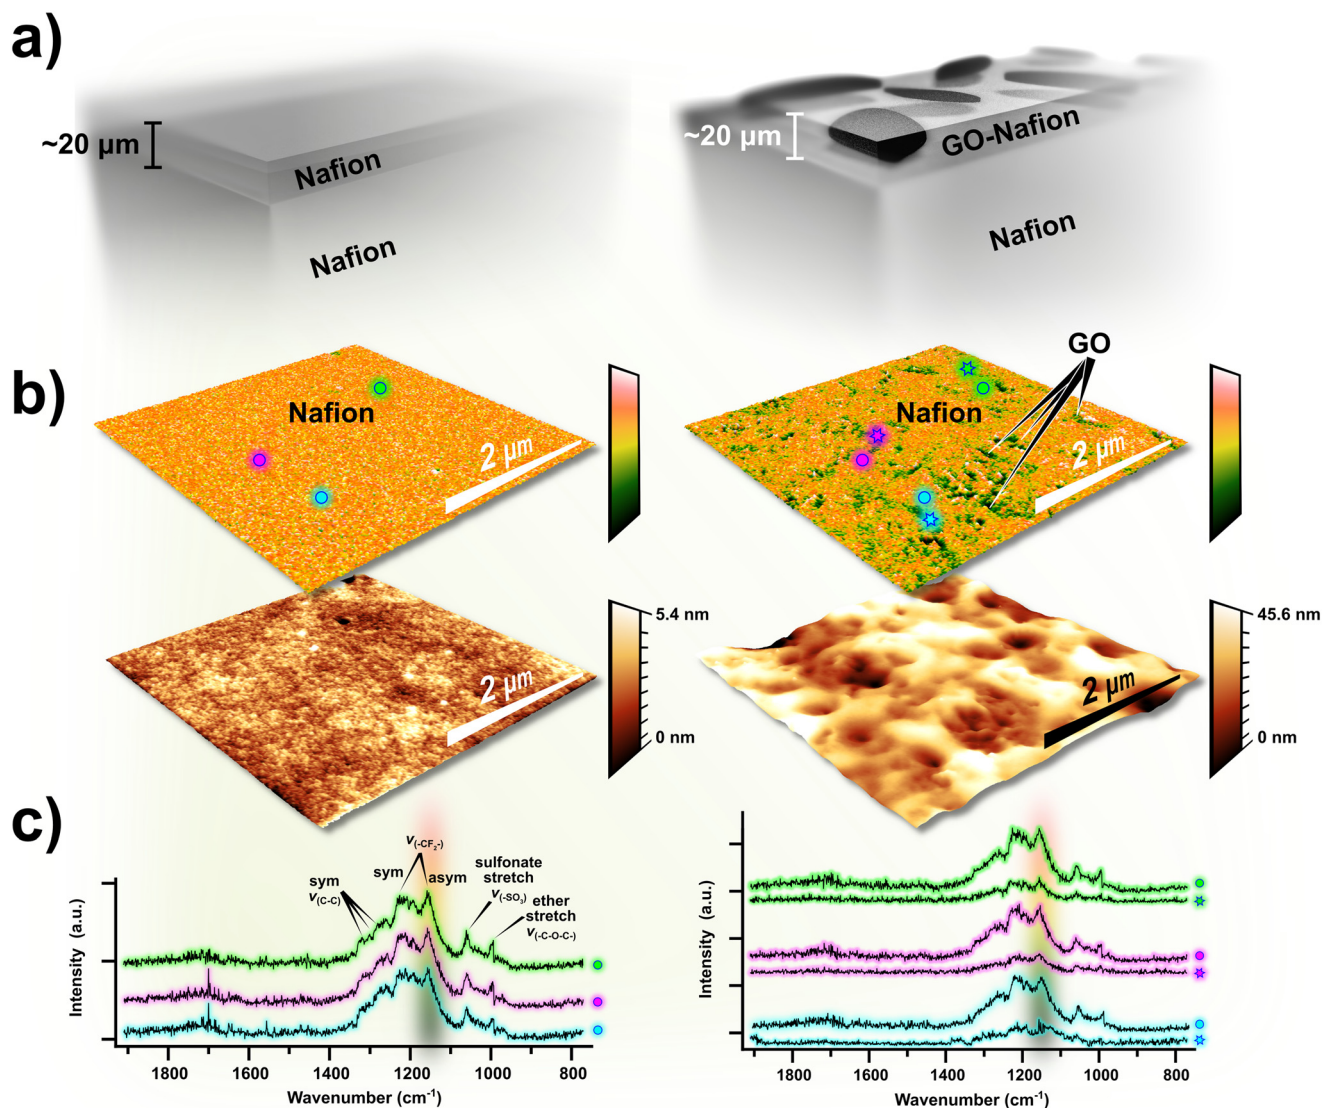 a)
~20 µm
Nafion
Nafion
~20 µm
GO-Nafion
Nafion
b)
Nafion
2 µm
GO
Nafion
2 µm
5.4 nm
0 nm
2 µm
45.6 nm
0 nm
2 µm
c)
Intensity (a.u.)
sym
ν(C-C)
sym
ν(-CF₂-)
asym
sulfonate
stretch
ν(-SO₃)
ether
stretch
ν(-C-O-C-)
1800
1600
1400
1200
1000
800
Wavenumber (cm⁻¹)
Intensity (a.u.)
1800
1600
1400
1200
1000
800
Wavenumber (cm⁻¹)